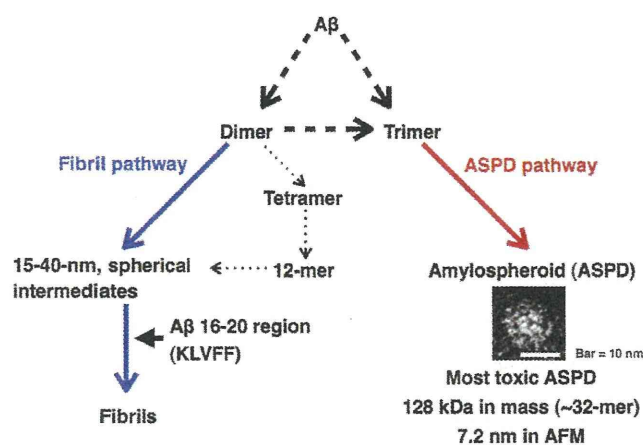 Aβ
Dimer
Trimer
Fibril pathway
ASPD pathway
Tetramer
15-40-nm, spherical
intermediates
12-mer
Amylospheroid (ASPD)
Aβ 16-20 region
(KLVFF)
Bar = 10 nm
Fibrils
Most toxic ASPD
128 kDa in mass (~32-mer)
7.2 nm in AFM